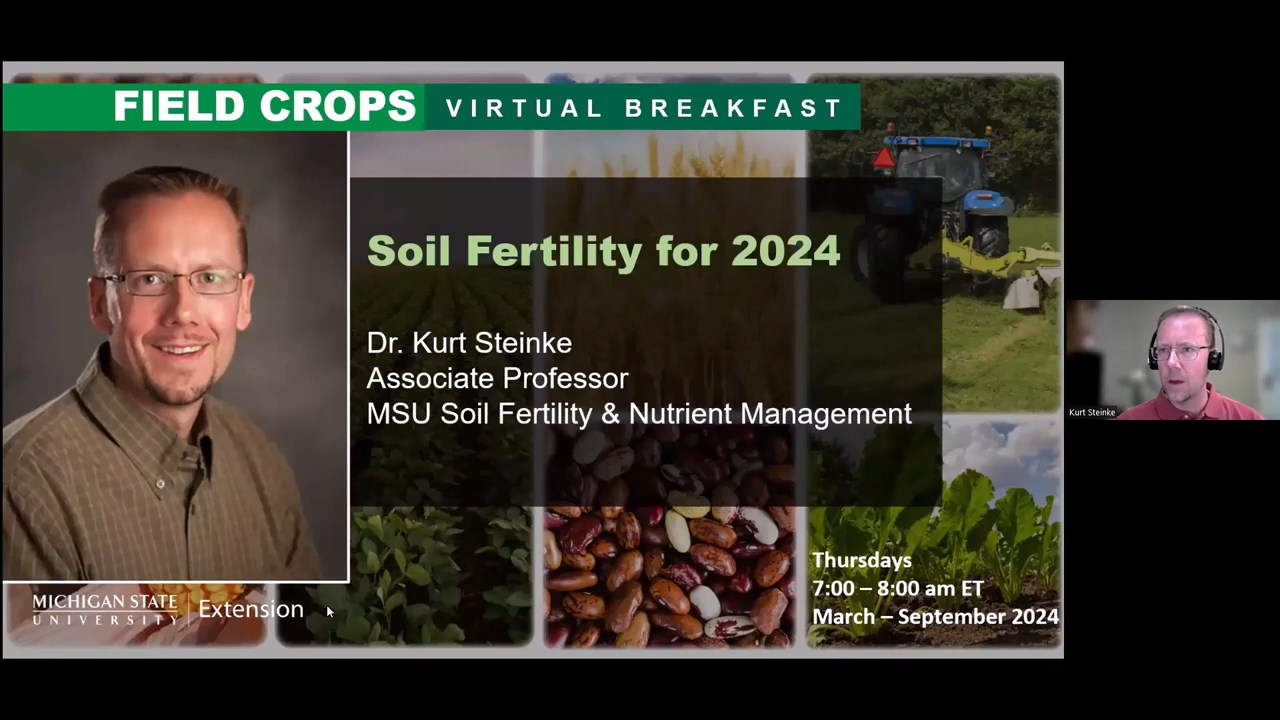 FIELD CROPS VIRTUAL BREAKFAST
Soil Fertility for 2024
Dr. Kurt Steinke
Associate Professor
MSU Soil Fertility & Nutrient Management
Thursdays
7:00 – 8:00 am ET
March – September 2024
MICHIGAN STATE
UNIVERSITY
Extension
Kurt Steinke